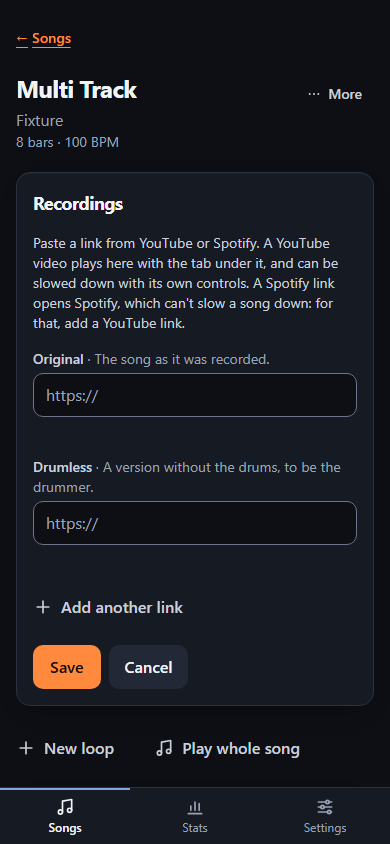 ← Songs
Multi Track
··· More
Fixture
8 bars · 100 BPM
Recordings
Paste a link from YouTube or Spotify. A YouTube
video plays here with the tab under it, and can be
slowed down with its own controls. A Spotify link
opens Spotify, which can't slow a song down: for
that, add a YouTube link.
Original · The song as it was recorded.
https://
Drumless · A version without the drums, to be the
drummer.
https://
+ Add another link
Save Cancel
+ New loop Play whole song
Songs Stats Settings